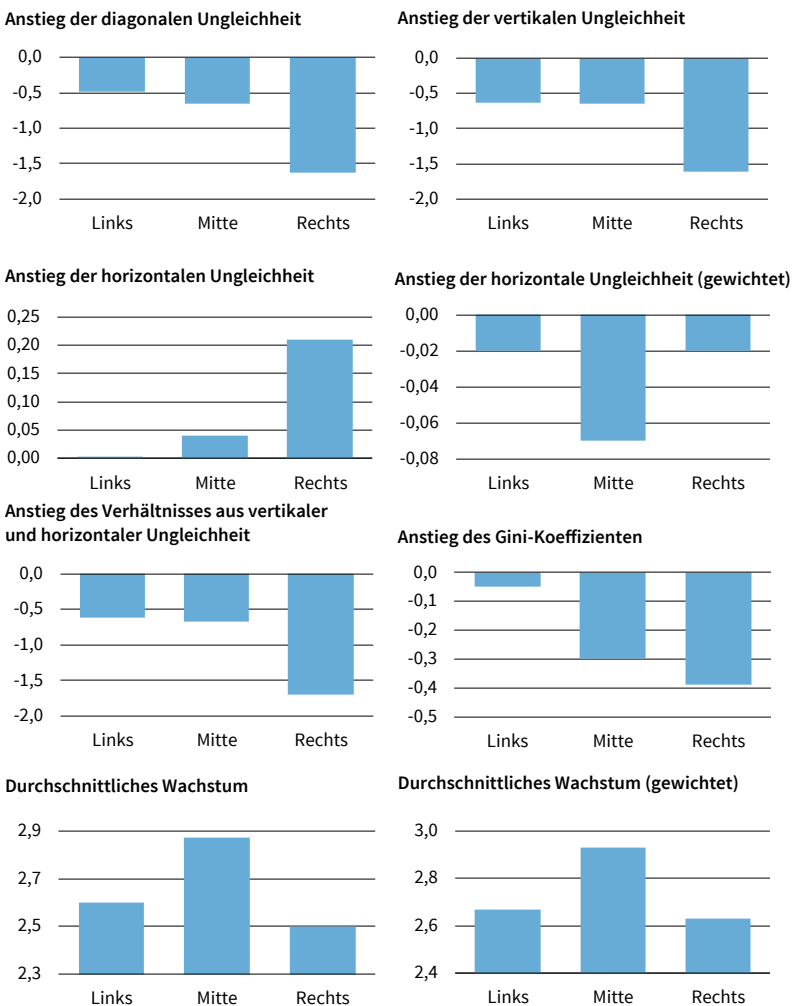 Anstieg der diagonalen Ungleichheit
0,0
-0,5
-1,0
-1,5
-2,0
Links Mitte Rechts
Anstieg der vertikalen Ungleichheit
0,0
-0,5
-1,0
-1,5
-2,0
Links Mitte Rechts
Anstieg der horizontalen Ungleichheit
0,25
0,20
0,15
0,10
0,05
0,00
Links Mitte Rechts
Anstieg der horizontale Ungleichheit (gewichtet)
0,00
-0,02
-0,04
-0,06
-0,08
Links Mitte Rechts
Anstieg des Verhältnisses aus vertikaler
und horizontaler Ungleichheit
0,0
-0,5
-1,0
-1,5
-2,0
Links Mitte Rechts
Anstieg des Gini-Koeffizienten
0,0
-0,1
-0,2
-0,3
-0,4
-0,5
Links Mitte Rechts
Durchschnittliches Wachstum
2,9
2,7
2,5
2,3
Links Mitte Rechts
Durchschnittliches Wachstum (gewichtet)
3,0
2,8
2,6
2,4
Links Mitte Rechts